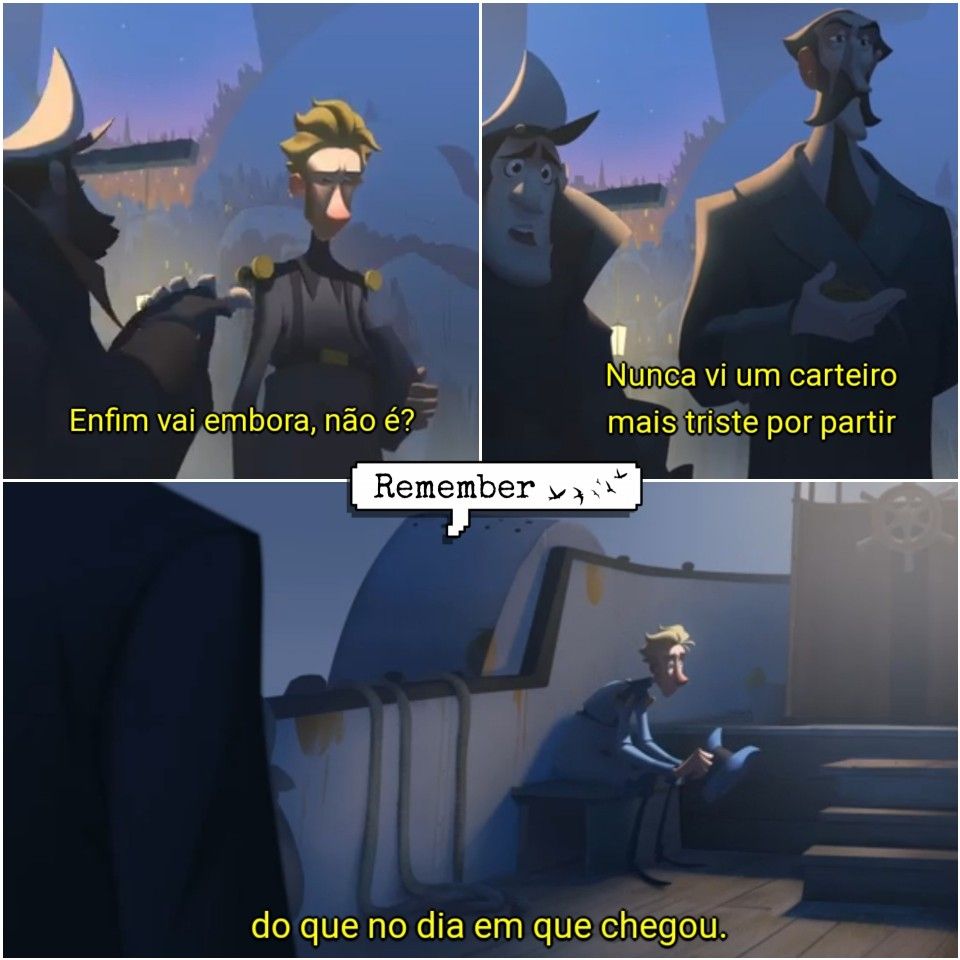 Enfim vai embora, não é?
Nunca vi um carteiro
mais triste por partir
Remember
do que no dia em que chegou.